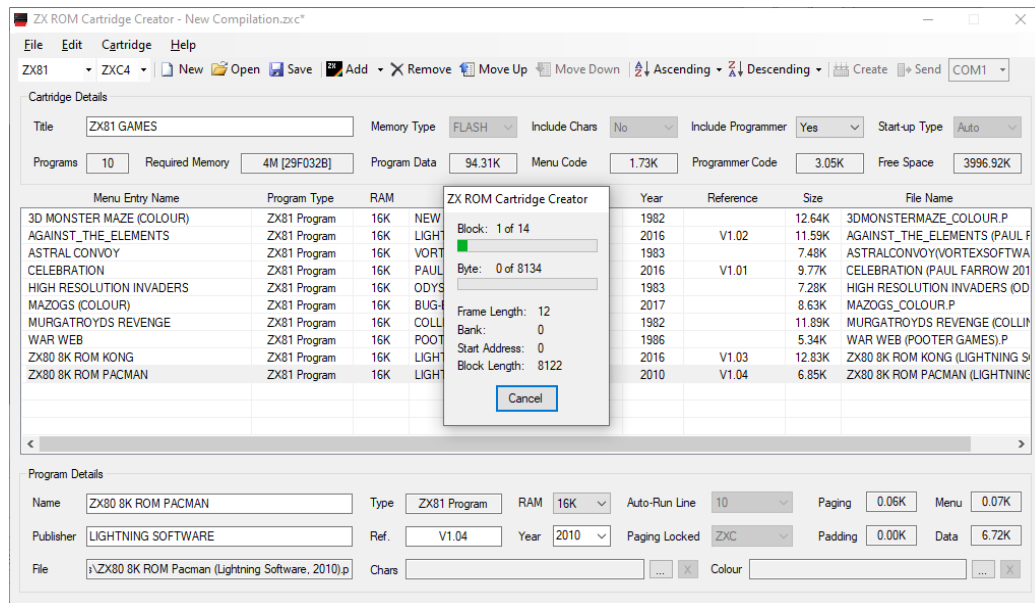 ZX ROM Cartridge Creator - New Compilation.zxc*
File Edit Cartridge Help
ZX81 ZXC4 New Open Save Add Remove Move Up Move Down Ascending Descending Create Send COM1
Cartridge Details
Title ZX81 GAMES Memory Type FLASH Include Chars No Include Programmer Yes Start-up Type Auto
Programs 10 Required Memory 4M [29F032B] Program Data 94.31K Menu Code 1.73K Programmer Code 3.05K Free Space 3996.92K
Menu Entry Name Program Type RAM Year Reference Size File Name
3D MONSTER MAZE (COLOUR) ZX81 Program 16K NEW 1982 12.64K 3DMONSTERMAZE_COLOUR.P
AGAINST_THE_ELEMENTS ZX81 Program 16K LIGHT 2016 V1.02 11.59K AGAINST_THE_ELEMENTS (PAUL F
ASTRAL CONVOY ZX81 Program 16K VORT 1983 7.48K ASTRALCONVOY(VORTEXSOFTWA
CELEBRATION ZX81 Program 16K PAUL 2016 V1.01 9.77K CELEBRATION (PAUL FARROW 201
HIGH RESOLUTION INVADERS ZX81 Program 16K ODYS 1983 7.28K HIGH RESOLUTION INVADERS (OD
MAZOGS (COLOUR) ZX81 Program 16K BUG-B 2017 8.63K MAZOGS_COLOUR.P
MURGATROYDS REVENGE ZX81 Program 16K COLLI 1982 11.89K MURGATROYDS REVENGE (COLLIN
WAR WEB ZX81 Program 16K POOT 1986 5.34K WAR WEB (POOTER GAMES).P
ZX80 8K ROM KONG ZX81 Program 16K LIGHT 2016 V1.03 12.83K ZX80 8K ROM KONG (LIGHTNING S
ZX80 8K ROM PACMAN ZX81 Program 16K LIGHT 2010 V1.04 6.85K ZX80 8K ROM PACMAN (LIGHTNING
ZX ROM Cartridge Creator
Block: 1 of 14
Byte: 0 of 8134
Frame Length: 12
Bank: 0
Start Address: 0
Block Length: 8122
Cancel
Program Details
Name ZX80 8K ROM PACMAN Type ZX81 Program RAM 16K Auto-Run Line 10 Paging 0.06K Menu 0.07K
Publisher LIGHTNING SOFTWARE Ref. V1.04 Year 2010 Paging Locked ZXC Padding 0.00K Data 6.72K
File s\ZX80 8K ROM Pacman (Lightning Software, 2010).p Chars ... X Colour ... X